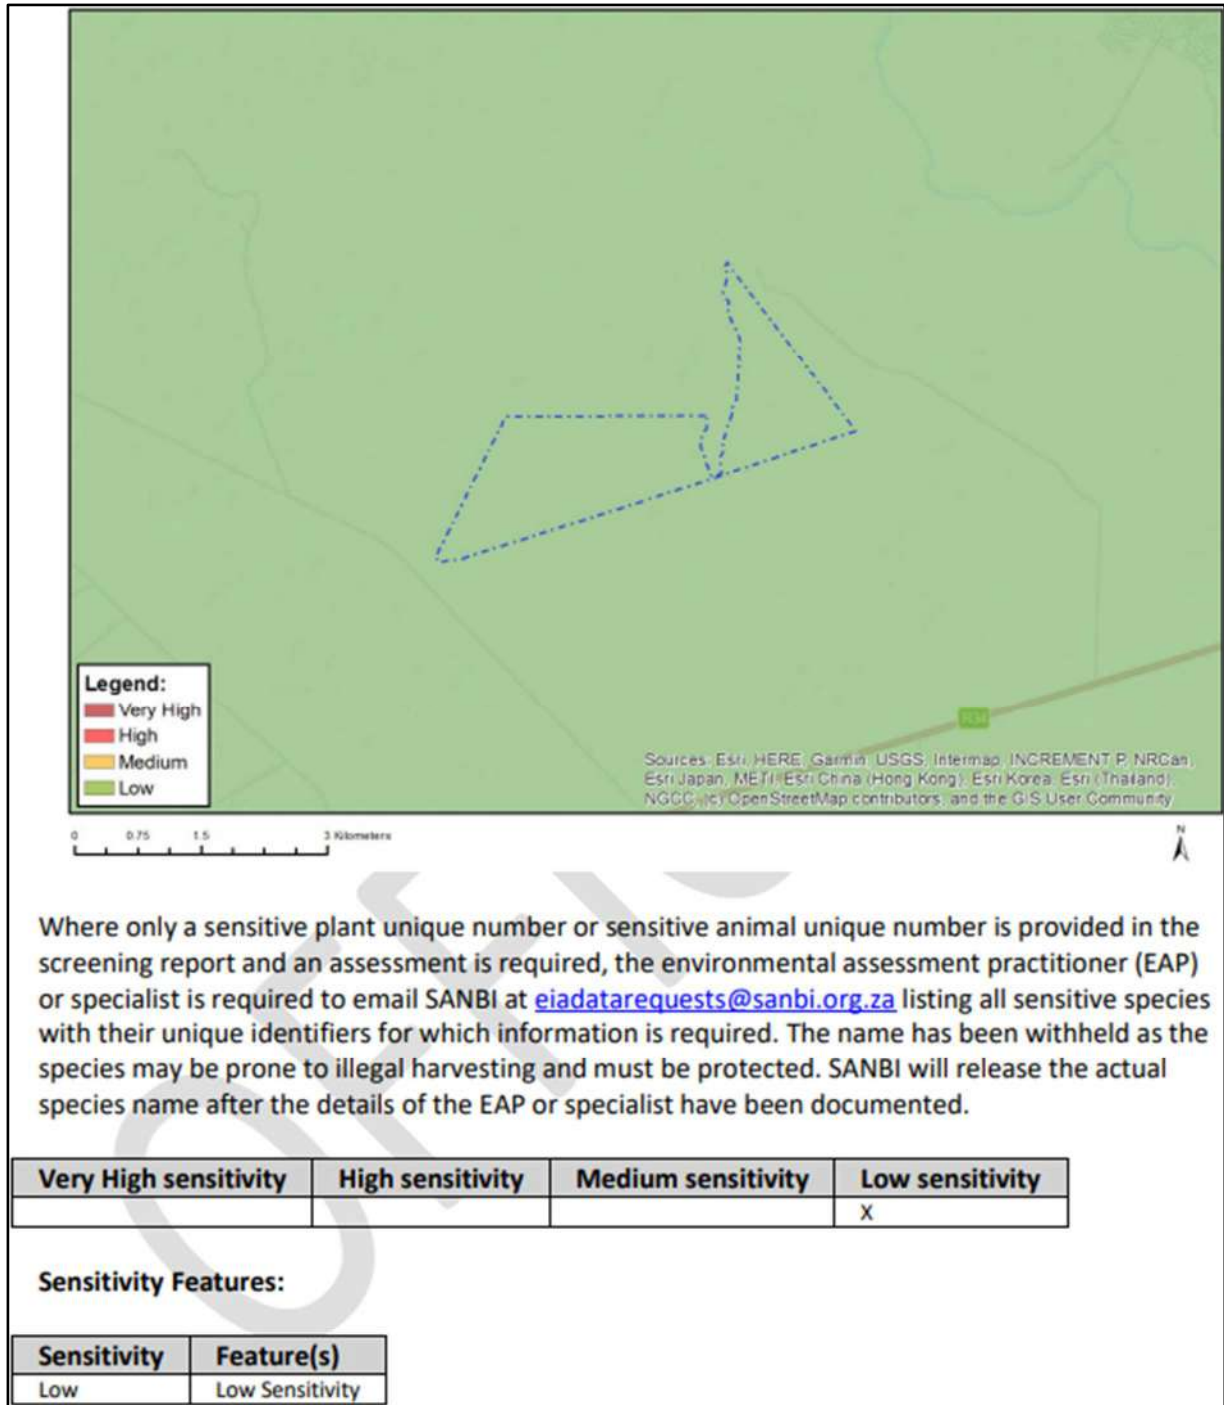 R34
Legend:
Very High
High
Medium
Low
Sources: Esri, HERE, Garmin, USGS, Intermap, INCREMENT P, NRCan,
Esri Japan, METI, Esri China (Hong Kong), Esri Korea, Esri (Thailand),
NGCC, (c) OpenStreetMap contributors, and the GIS User Community
0 0.75 1.5 3 Kilometers
N
Where only a sensitive plant unique number or sensitive animal unique number is provided in the
screening report and an assessment is required, the environmental assessment practitioner (EAP)
or specialist is required to email SANBI at eiadatarequests@sanbi.org.za listing all sensitive species
with their unique identifiers for which information is required. The name has been withheld as the
species may be prone to illegal harvesting and must be protected. SANBI will release the actual
species name after the details of the EAP or specialist have been documented.
Very High sensitivity High sensitivity Medium sensitivity Low sensitivity
X
Sensitivity Features:
Sensitivity Feature(s)
Low Low Sensitivity